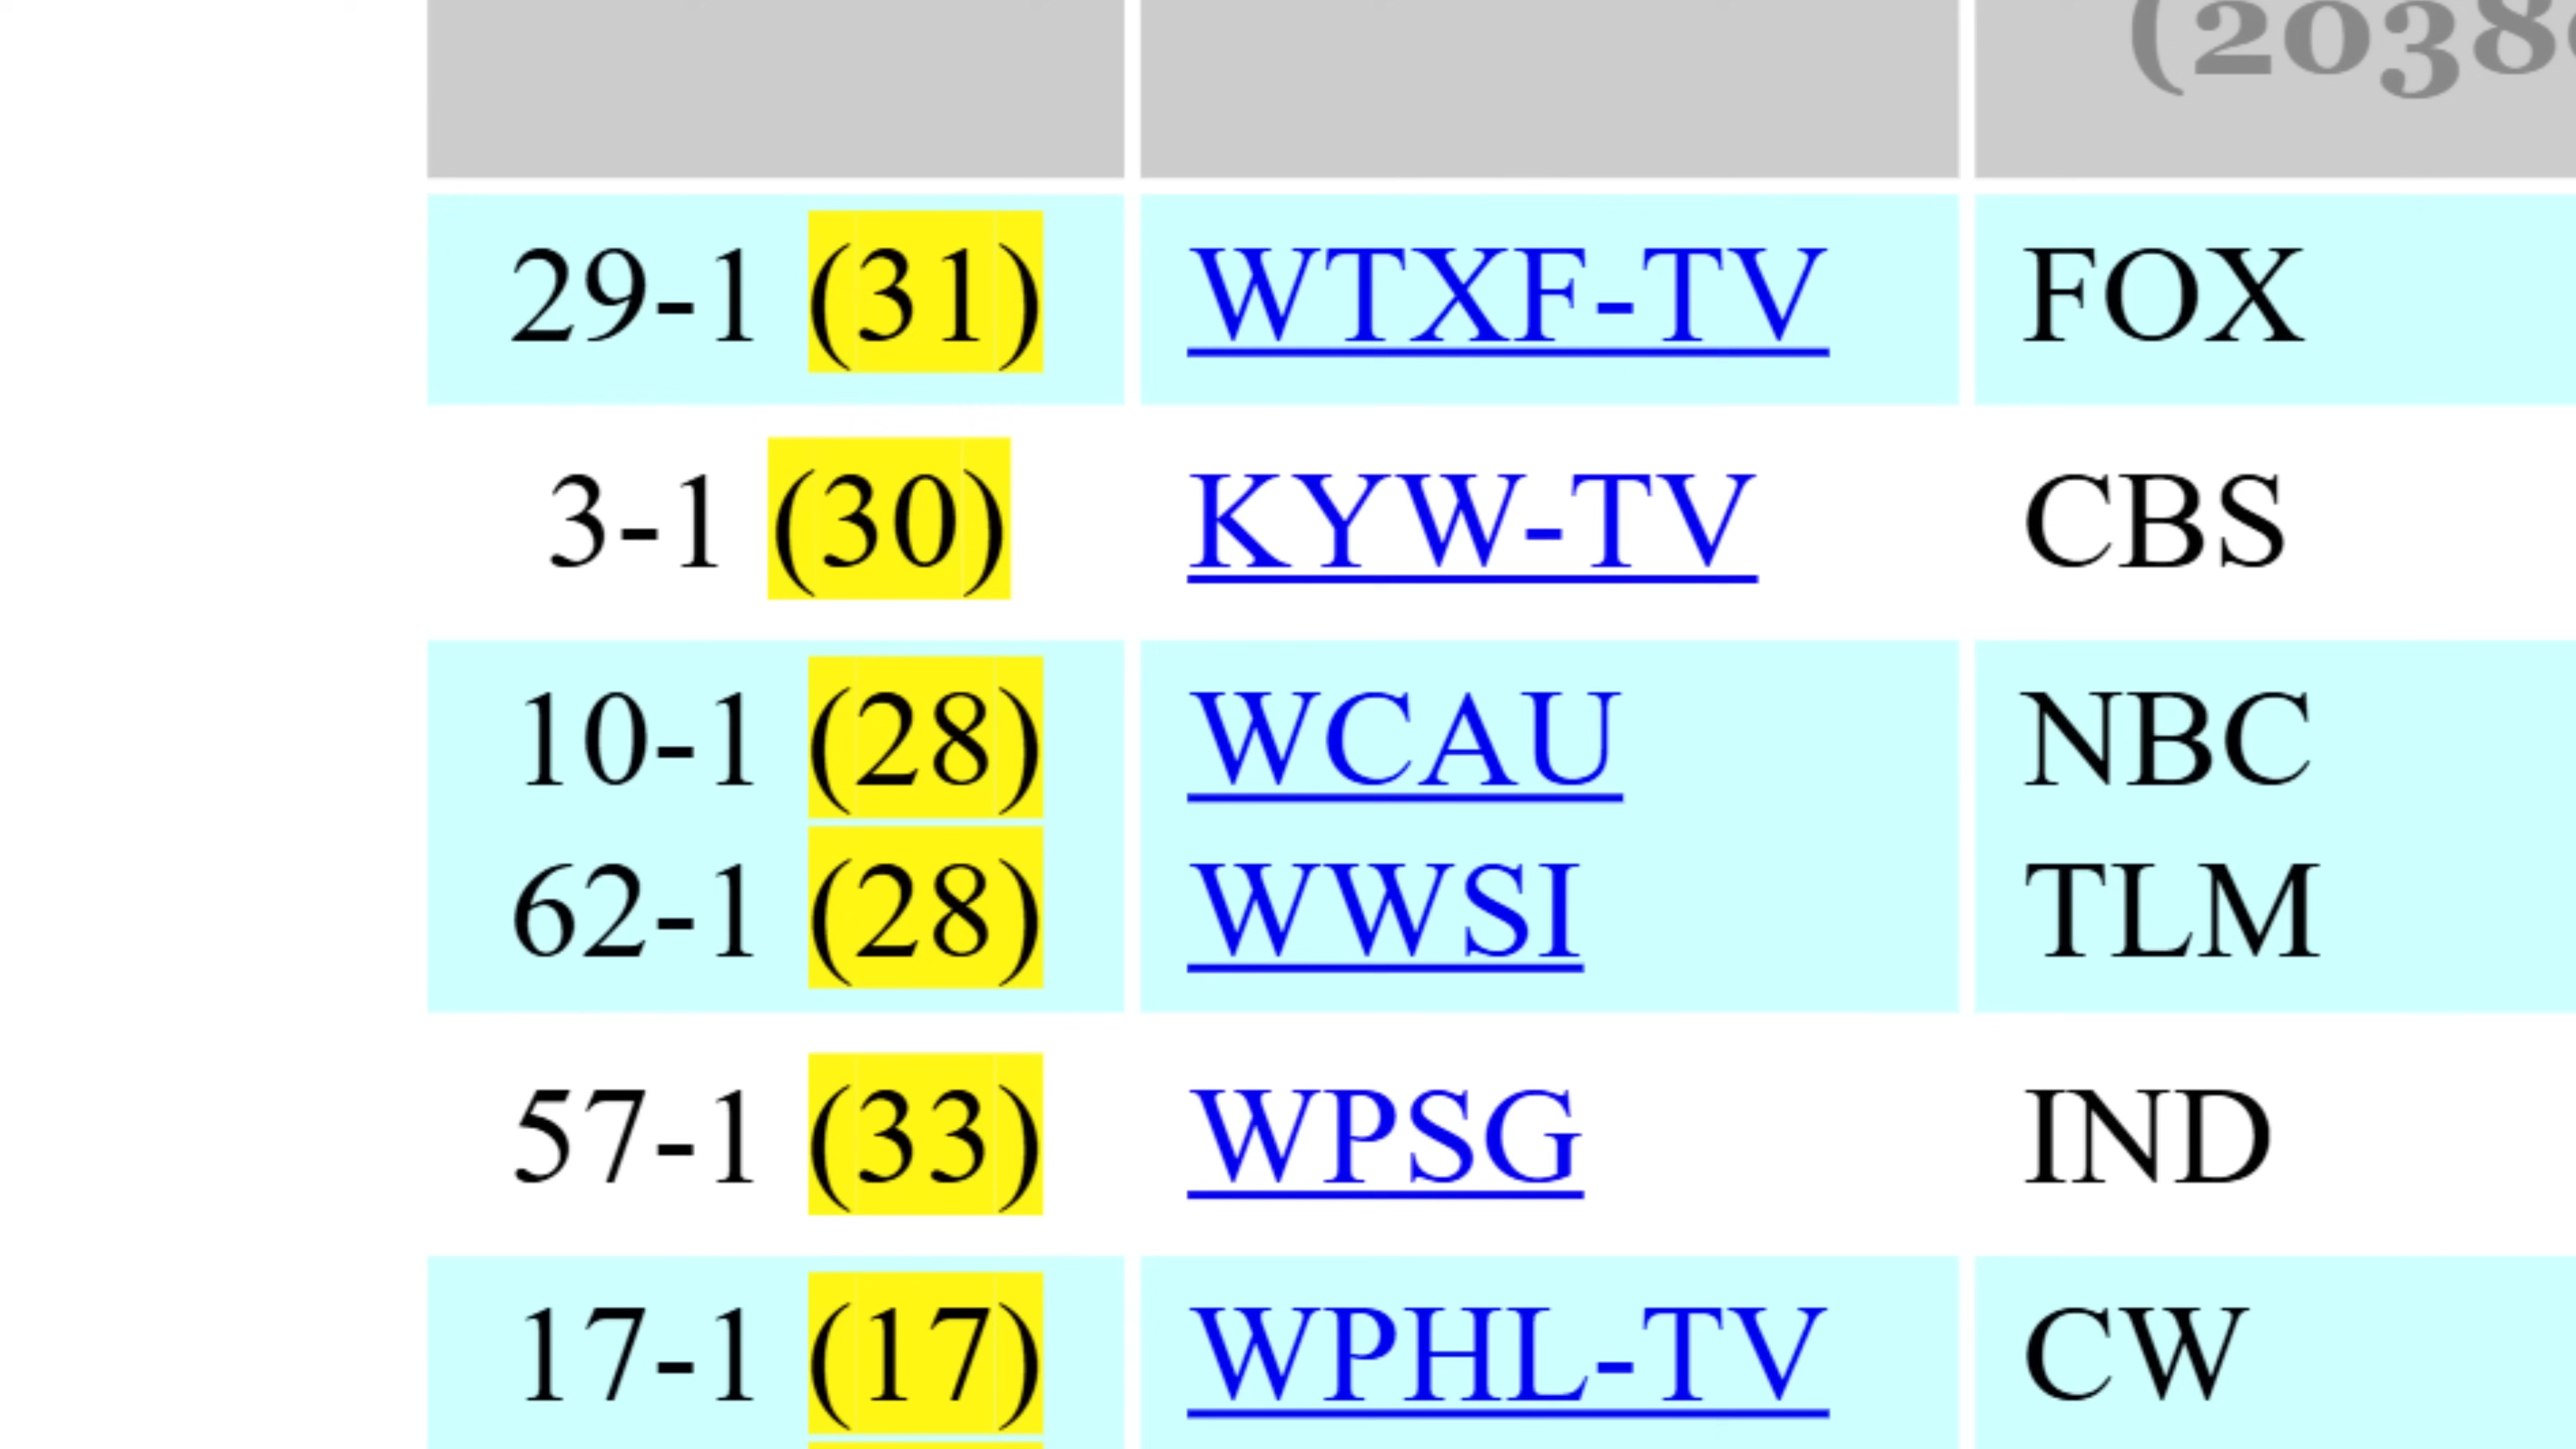 (2038
29-1 (31) WTXF-TV FOX
3-1 (30) KYW-TV CBS
10-1 (28) WCAU NBC
62-1 (28) WWSI TLM
57-1 (33) WPSG IND
17-1 (17) WPHL-TV CW